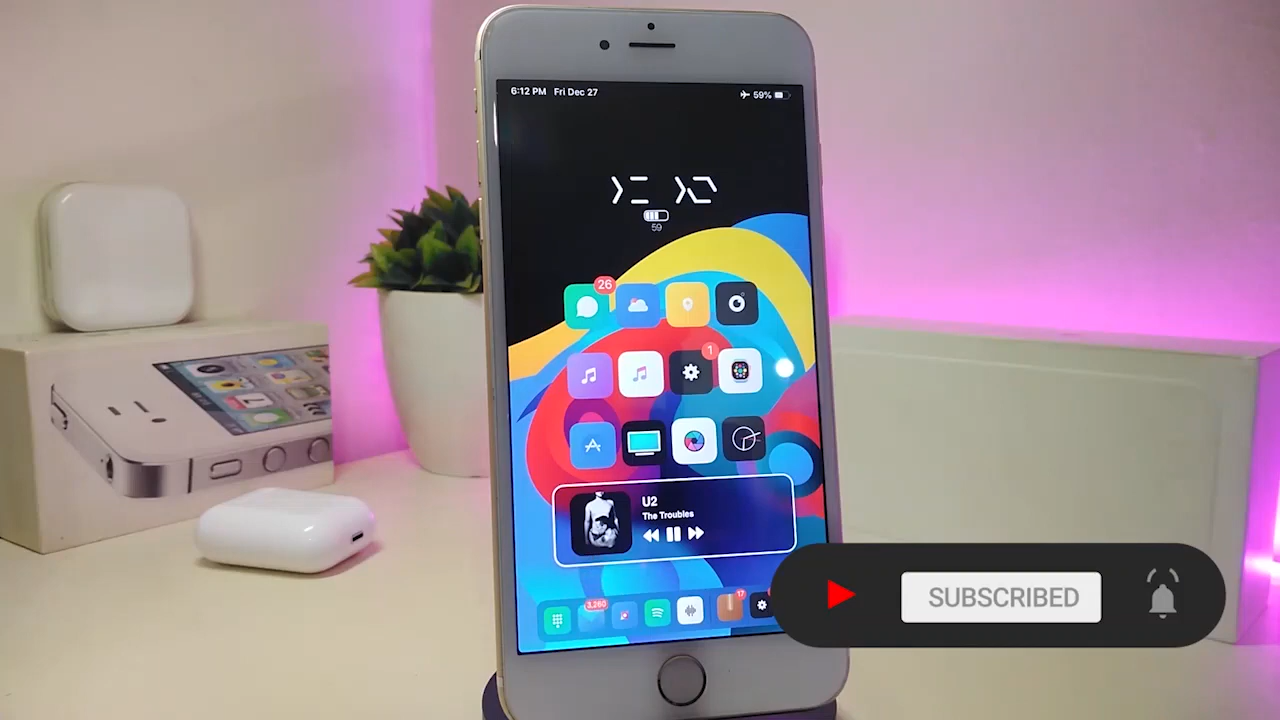 6:12 PM Fri Dec 27
59%
59
26
1
U2
The Troubles
3,280
17
SUBSCRIBED